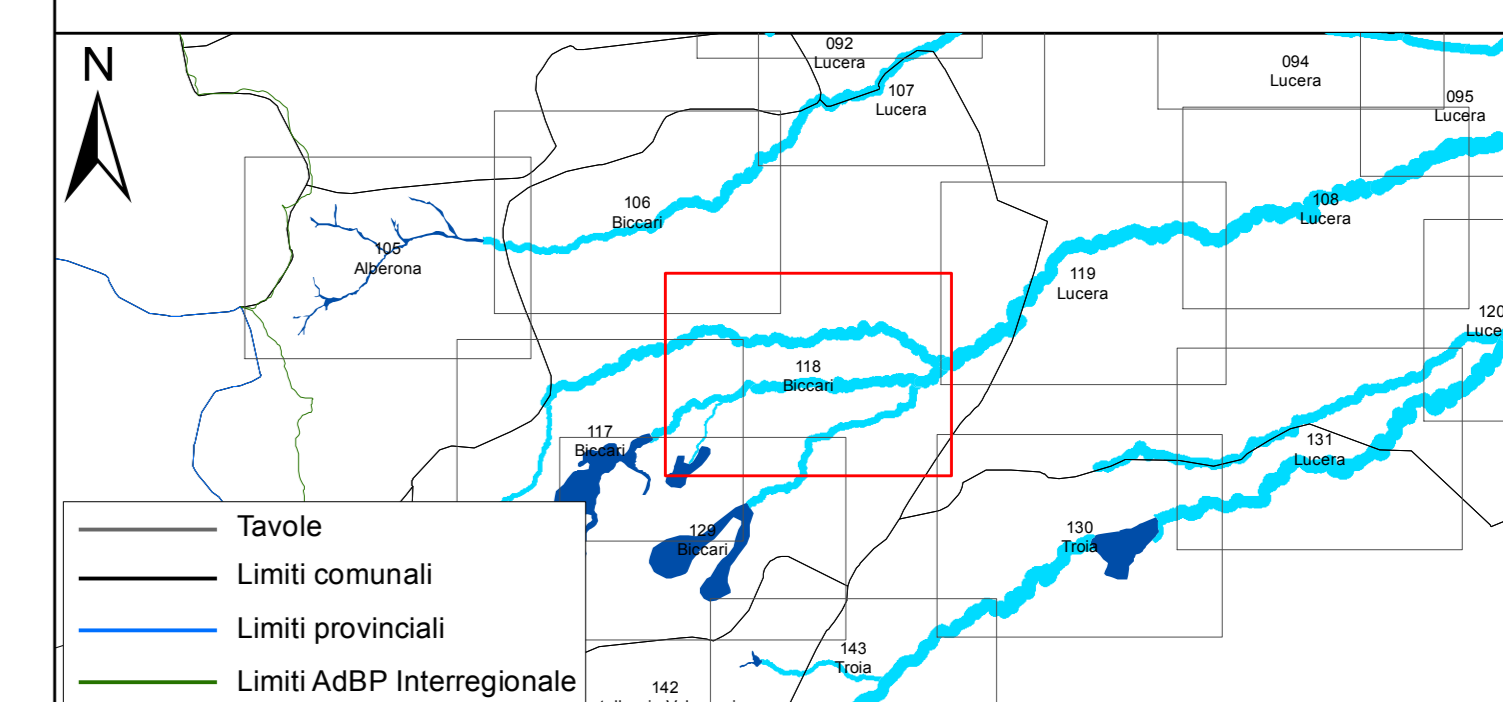 N
092
Lucera
107
Lucera
094
Lucera
095
Lucera
106
Biccari
108
Lucera
105
Alberona
119
Lucera
120
118
Biccari
117
Biccari
131
Lucera
129
Biccari
130
Troia
143
Troia
142
Tavole
Limiti comunali
Limiti provinciali
Limiti AdBP Interregionale